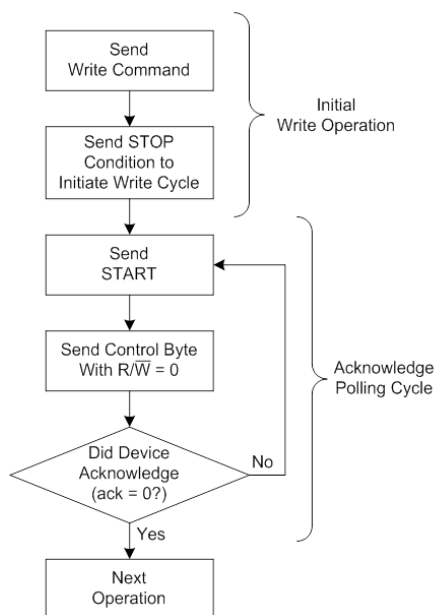 Send
Write Command
Initial
Write Operation
Send STOP
Condition to
Initiate Write Cycle
Send
START
Send Control Byte
With R/W̅ = 0
Acknowledge
Polling Cycle
Did Device
Acknowledge
(ack = 0?)
No
Yes
Next
Operation